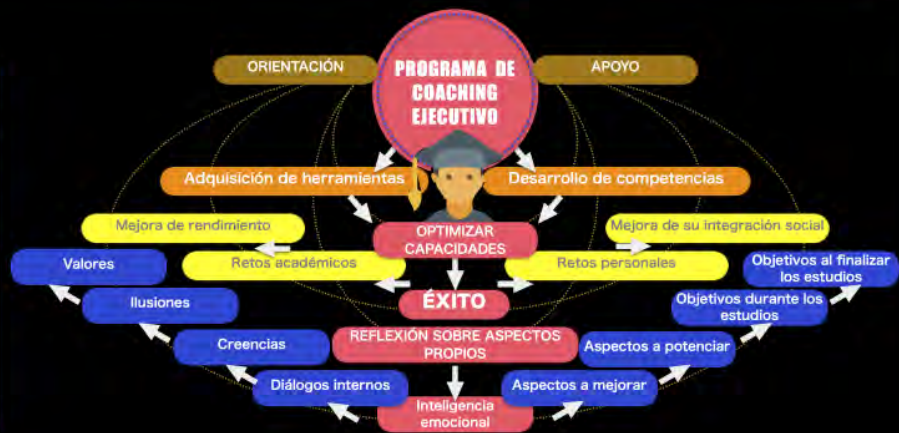 ORIENTACIÓN
PROGRAMA DE
COACHING
EJECUTIVO
APOYO
Adquisición de herramientas
Desarrollo de competencias
Mejora de rendimiento
OPTIMIZAR
CAPACIDADES
Mejora de su integración social
Valores
Retos académicos
Retos personales
Objetivos al finalizar
los estudios
Ilusiones
ÉXITO
Objetivos durante los
estudios
Creencias
REFLEXIÓN SOBRE ASPECTOS
PROPIOS
Aspectos a potenciar
Diálogos internos
Aspectos a mejorar
Inteligencia
emocional